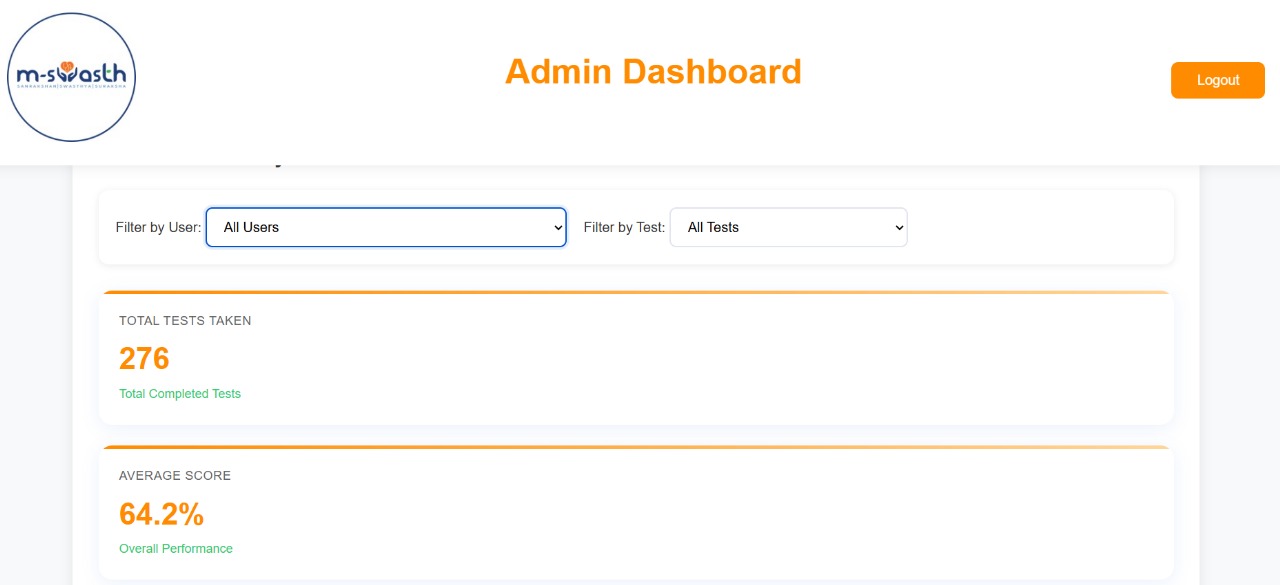 m-swasth
SANRAKSHAN|SWASTHYA|SURAKSHA
Admin Dashboard
Logout
Filter by User: All Users Filter by Test: All Tests
TOTAL TESTS TAKEN
276
Total Completed Tests
AVERAGE SCORE
64.2%
Overall Performance